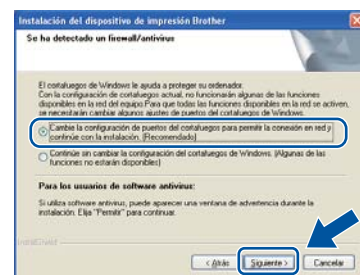 Instalación del dispositivo de impresión Brother
Se ha detectado un firewall/antivirus
El cortafuegos de Windows le ayuda a proteger su ordenador.
Con la configuración de cortafuegos actual, no funcionarán algunas de las funciones
disponibles en la red del equipo.Para que todas las funciones disponibles en la red se activen,
se necesitarán cambiar algunos ajustes de puertos del cortafuegos de Windows.
Cambie la configuración de puertos del cortafuegos para permitir la conexión en red y
continúe con la instalación. (Recomendado)
Continúe sin cambiar la configuración del cortafuegos de Windows. (Algunas de las
funciones no estarán disponibles)
Para los usuarios de software antivirus:
Si utiliza software antivirus, puede aparecer una ventana de advertencia durante la
instalación. Elija "Permitir" para continuar.
InstallShield
< Atrás
Siguiente >
Cancelar